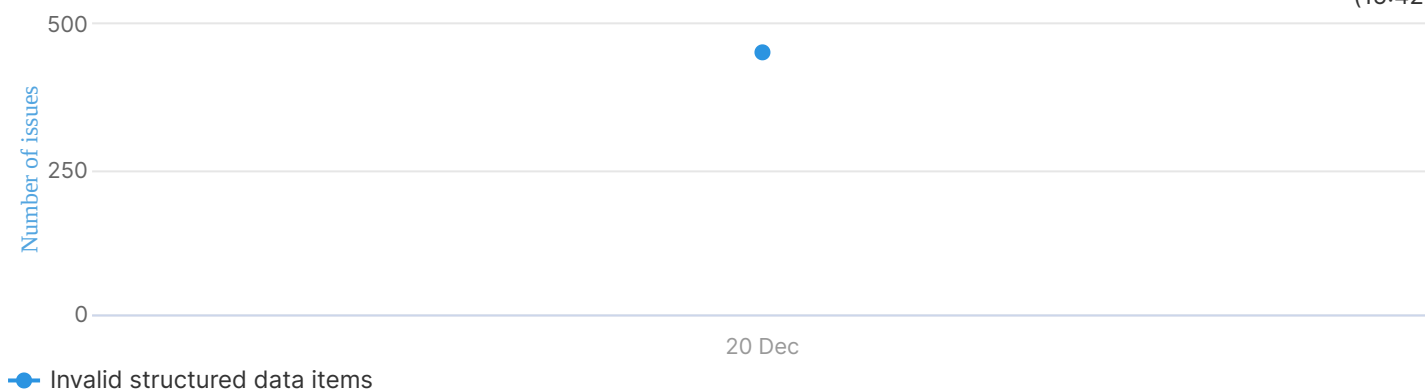 500
Number of issues
250
0
20 Dec
Invalid structured data items